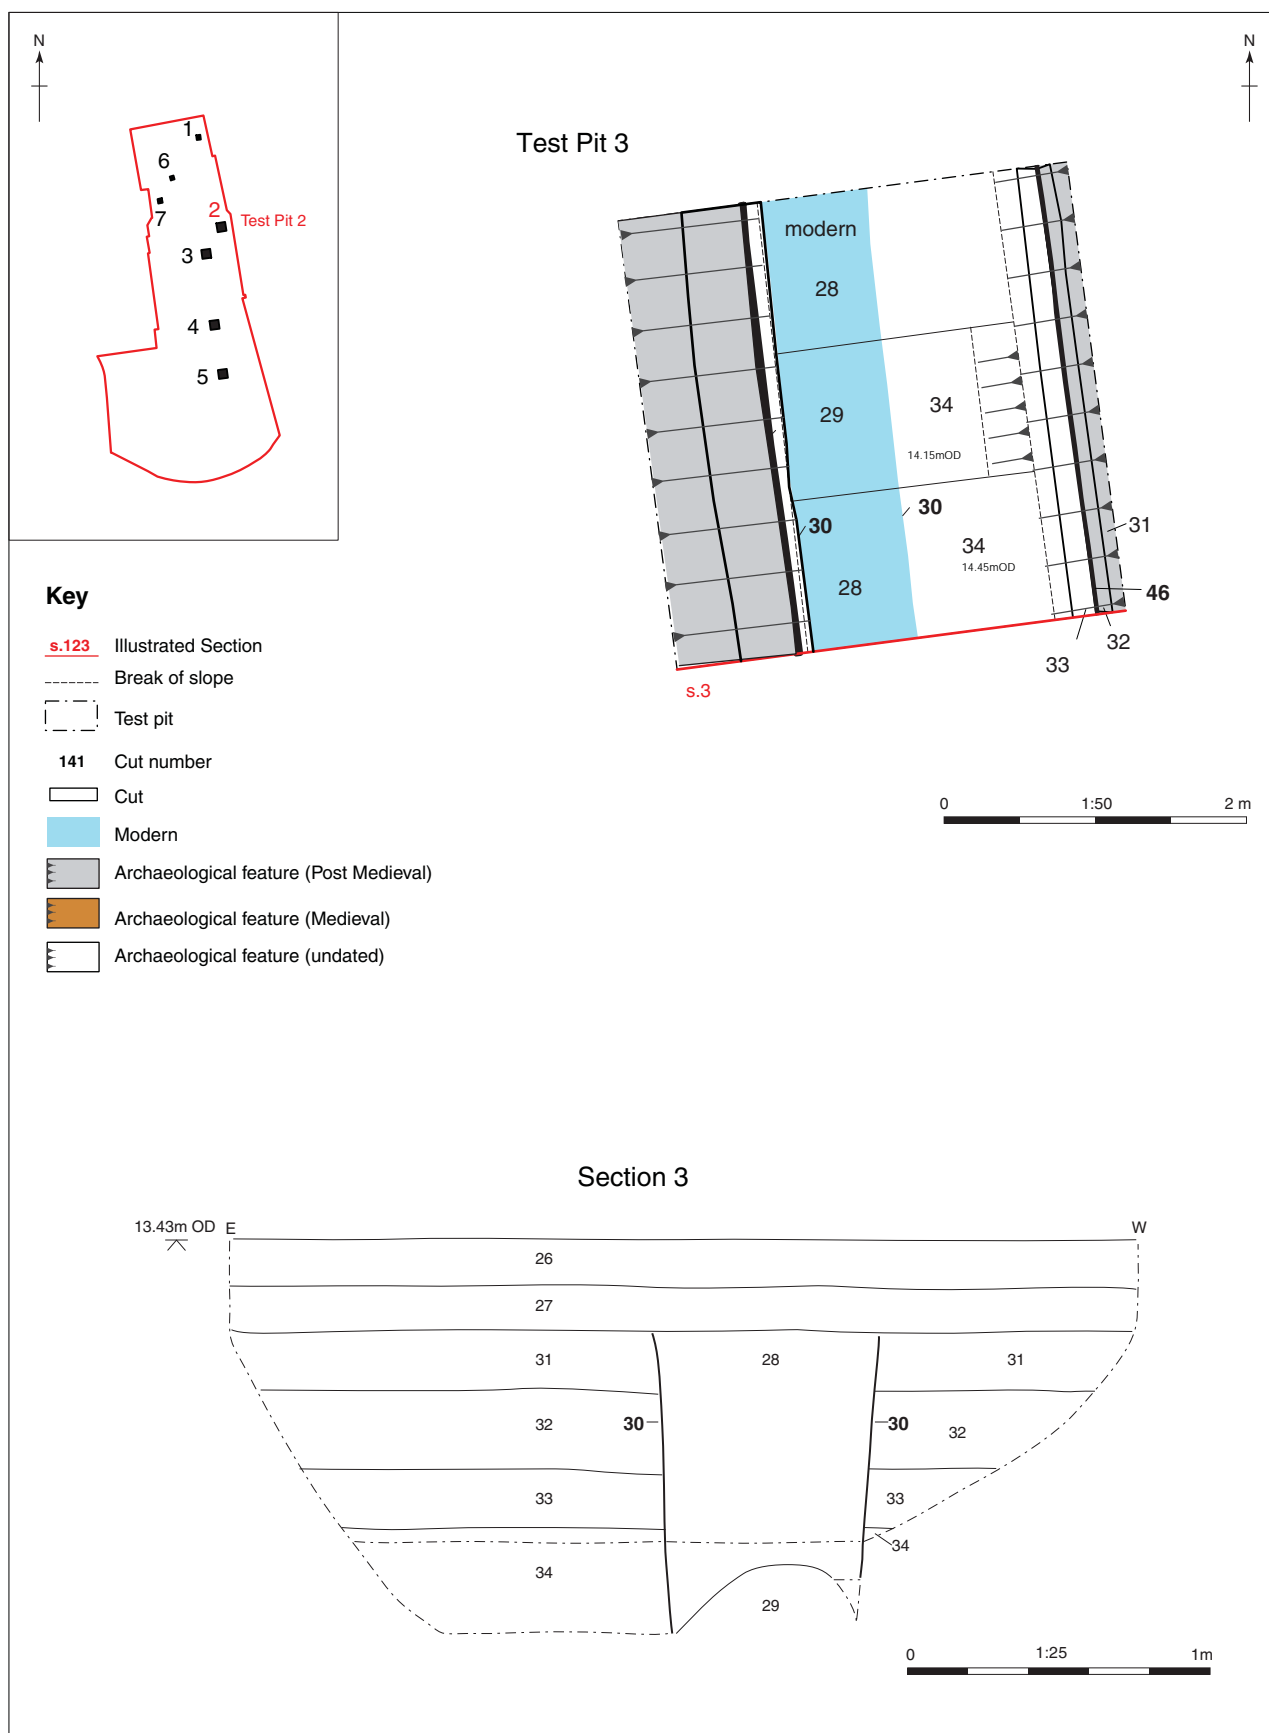 N
1
6
7
2
Test Pit 2
3
4
5
N
Test Pit 3
modern
28
29
34
14.15mOD
30
30
34
14.45mOD
28
31
46
32
33
s.3
Key
s.123 Illustrated Section
Break of slope
Test pit
141 Cut number
Cut
Modern
Archaeological feature (Post Medieval)
Archaeological feature (Medieval)
Archaeological feature (undated)
0 1:50 2 m
Section 3
13.43m OD E W
26
27
31 28 31
32 30 30 32
33 33
34
34
29
0 1:25 1m